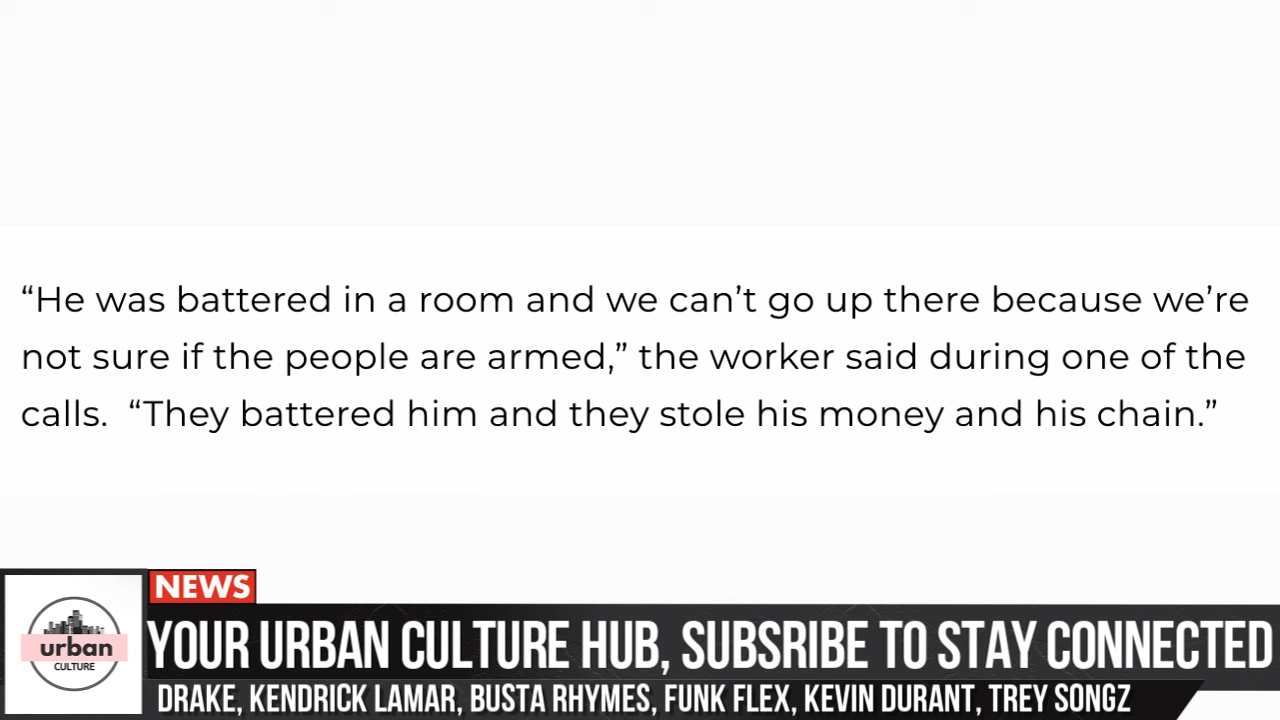 “He was battered in a room and we can’t go up there because we’re
not sure if the people are armed,” the worker said during one of the
calls.  “They battered him and they stole his money and his chain.”
NEWS
urban
CULTURE
YOUR URBAN CULTURE HUB, SUBSRIBE TO STAY CONNECTED
DRAKE, KENDRICK LAMAR, BUSTA RHYMES, FUNK FLEX, KEVIN DURANT, TREY SONGZ